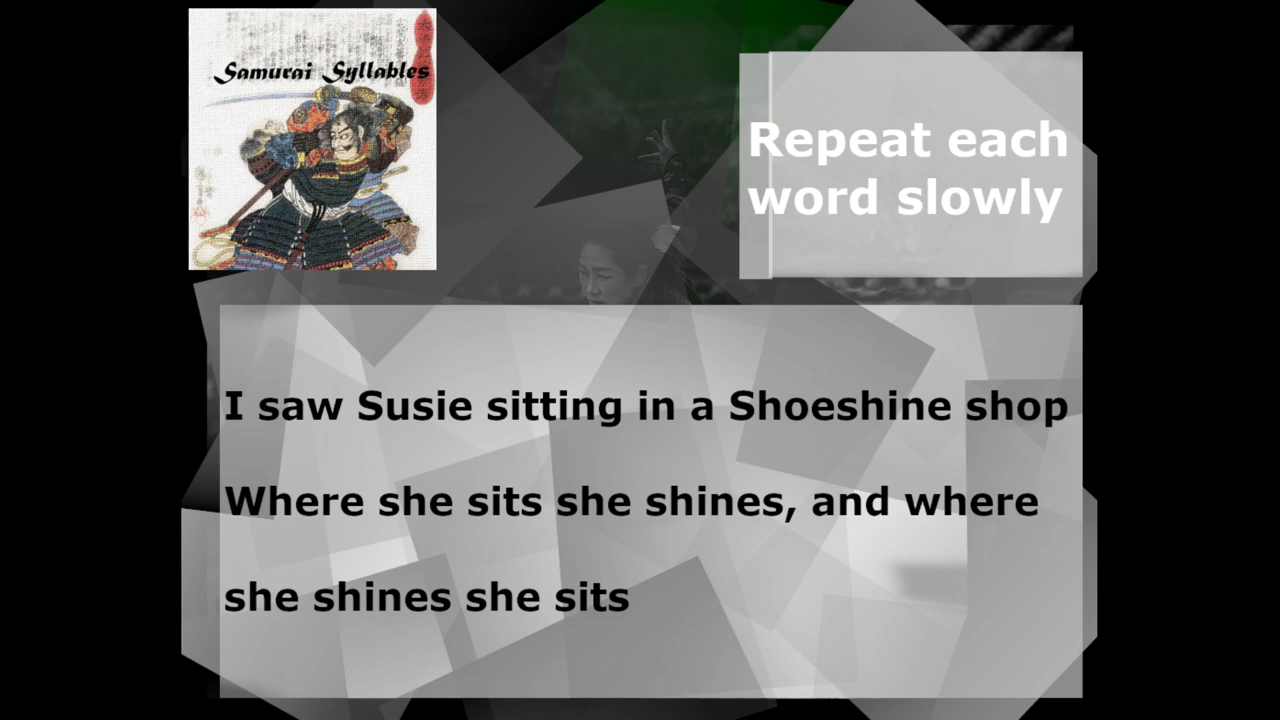 Samurai Syllables
Repeat each
word slowly
I saw Susie sitting in a Shoeshine shop
Where she sits she shines, and where
she shines she sits